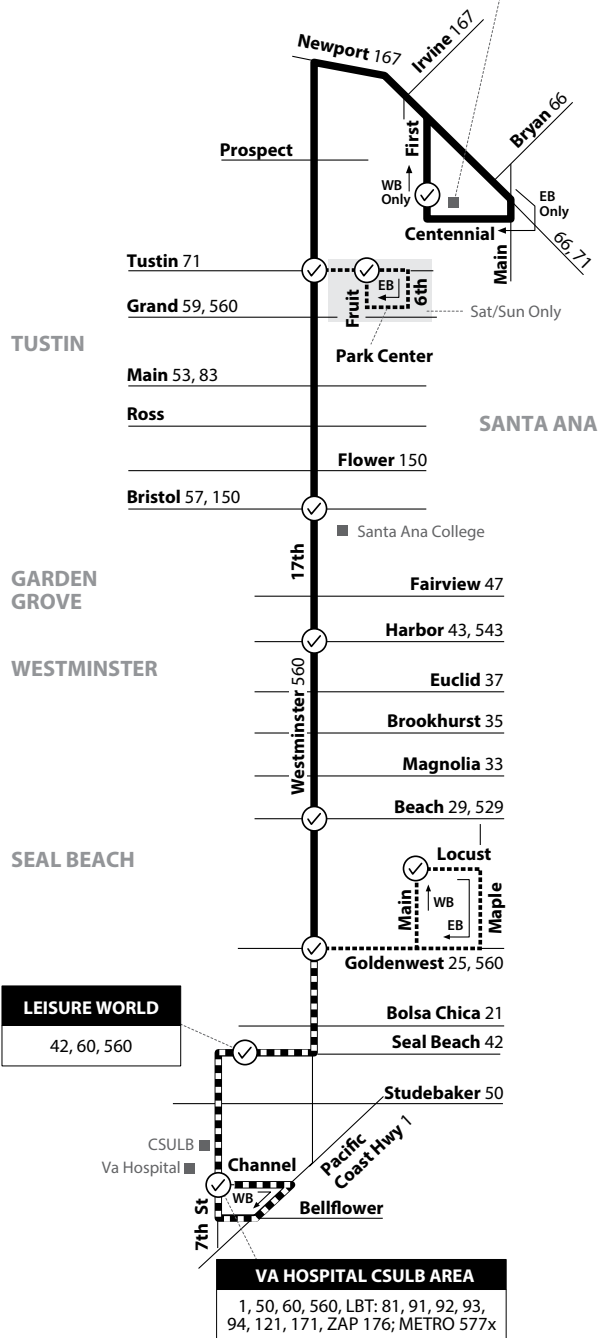 Newport 167
Irvine 167
Bryan 66
First
Prospect
WB
Only
EB
Only
Centennial
Main
66, 71
Tustin 71
EB
Fruit
6th
Grand 59, 560
Sat/Sun Only
TUSTIN
Park Center
Main 53, 83
Ross
SANTA ANA
Flower 150
Bristol 57, 150
Santa Ana College
17th
GARDEN
GROVE
Fairview 47
Harbor 43, 543
WESTMINSTER
Westminster 560
Euclid 37
Brookhurst 35
Magnolia 33
Beach 29, 529
SEAL BEACH
Locust
Main
WB
EB
Maple
Goldenwest 25, 560
LEISURE WORLD
42, 60, 560
Bolsa Chica 21
Seal Beach 42
Studebaker 50
CSULB
Va Hospital
Channel
Pacific
Coast Hwy 1
WB
7th St
Bellflower
VA HOSPITAL CSULB AREA
1, 50, 60, 560, LBT: 81, 91, 92, 93,
94, 121, 171, ZAP 176; METRO 577x